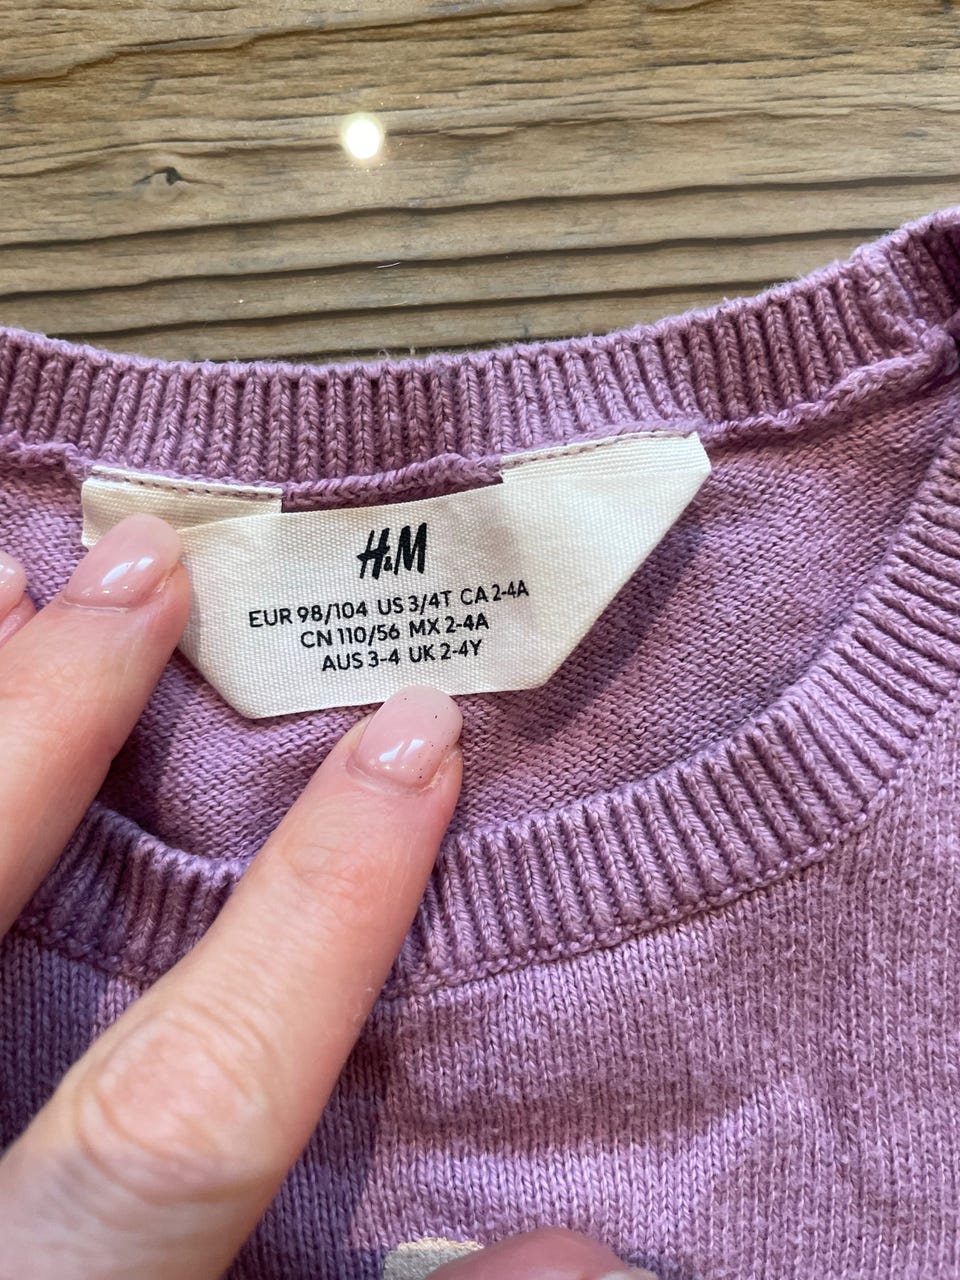 H&M
EUR 98/104 US 3/4T CA 2-4A
CN 110/56 MX 2-4A
AUS 3-4 UK 2-4Y